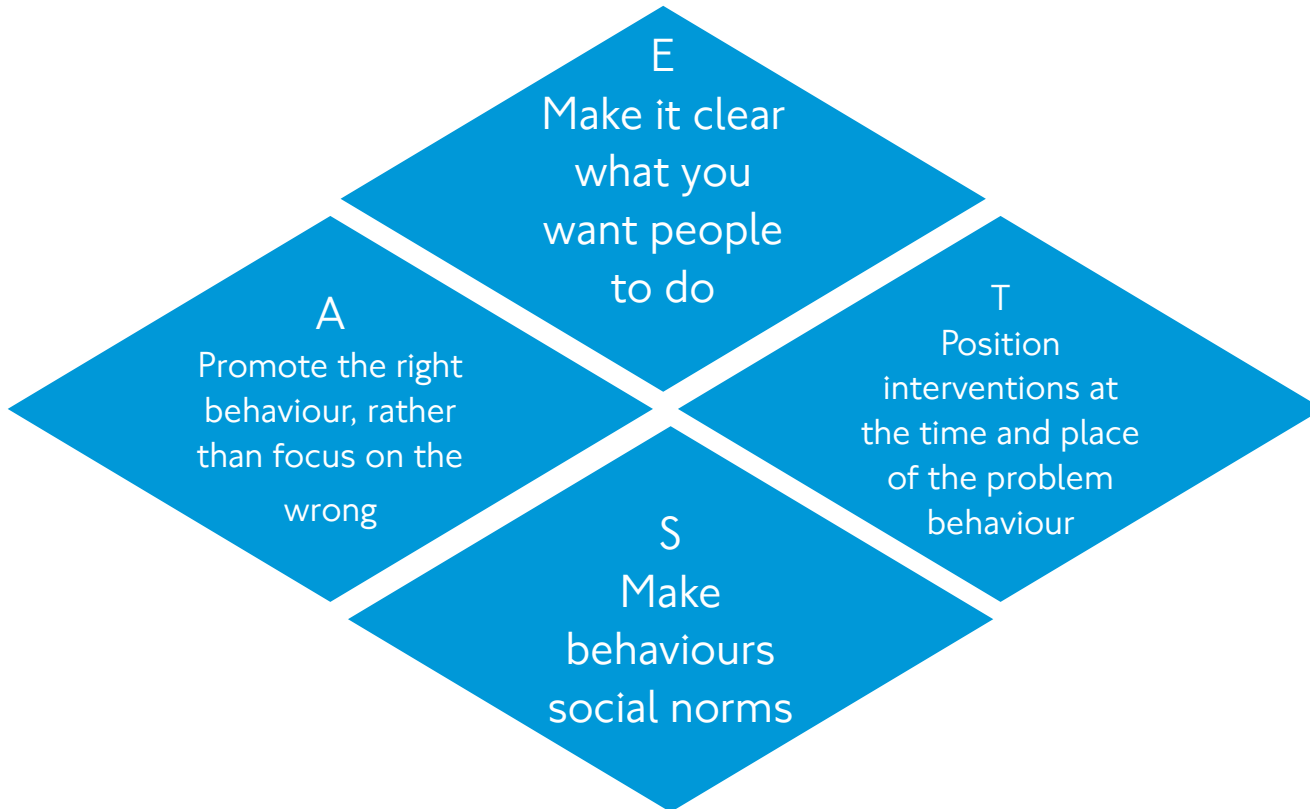 E
Make it clear
what you
want people
to do
A
Promote the right
behaviour, rather
than focus on the
wrong
S
Make
behaviours
social norms
T
Position
interventions at
the time and place
of the problem
behaviour